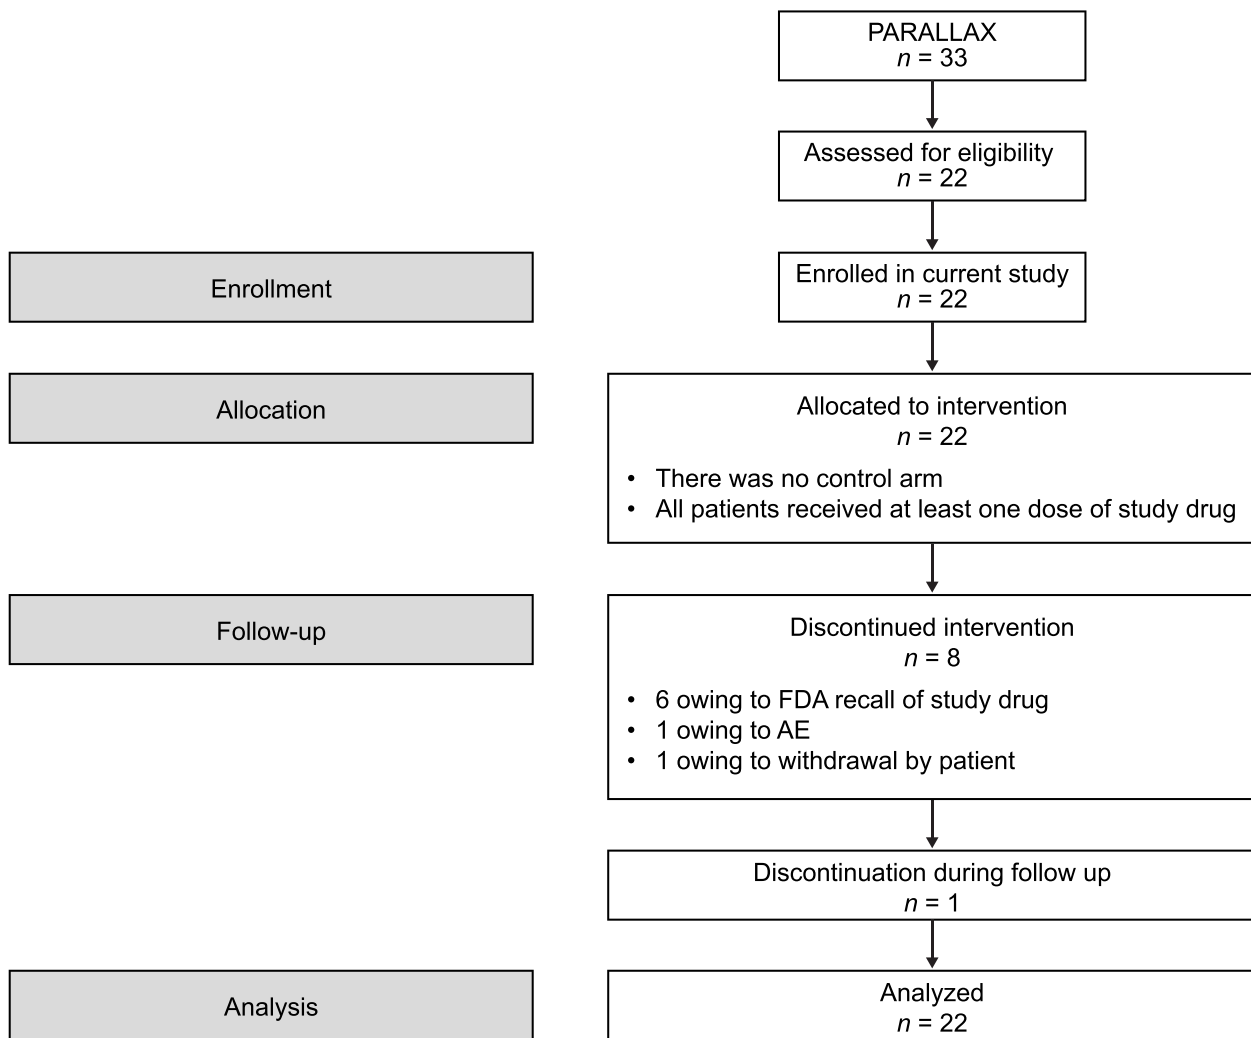 PARALLAX
n = 33
Assessed for eligibility
n = 22
Enrollment
Enrolled in current study
n = 22
Allocation
Allocated to intervention
n = 22
• There was no control arm
• All patients received at least one dose of study drug
Follow-up
Discontinued intervention
n = 8
• 6 owing to FDA recall of study drug
• 1 owing to AE
• 1 owing to withdrawal by patient
Discontinuation during follow up
n = 1
Analysis
Analyzed
n = 22